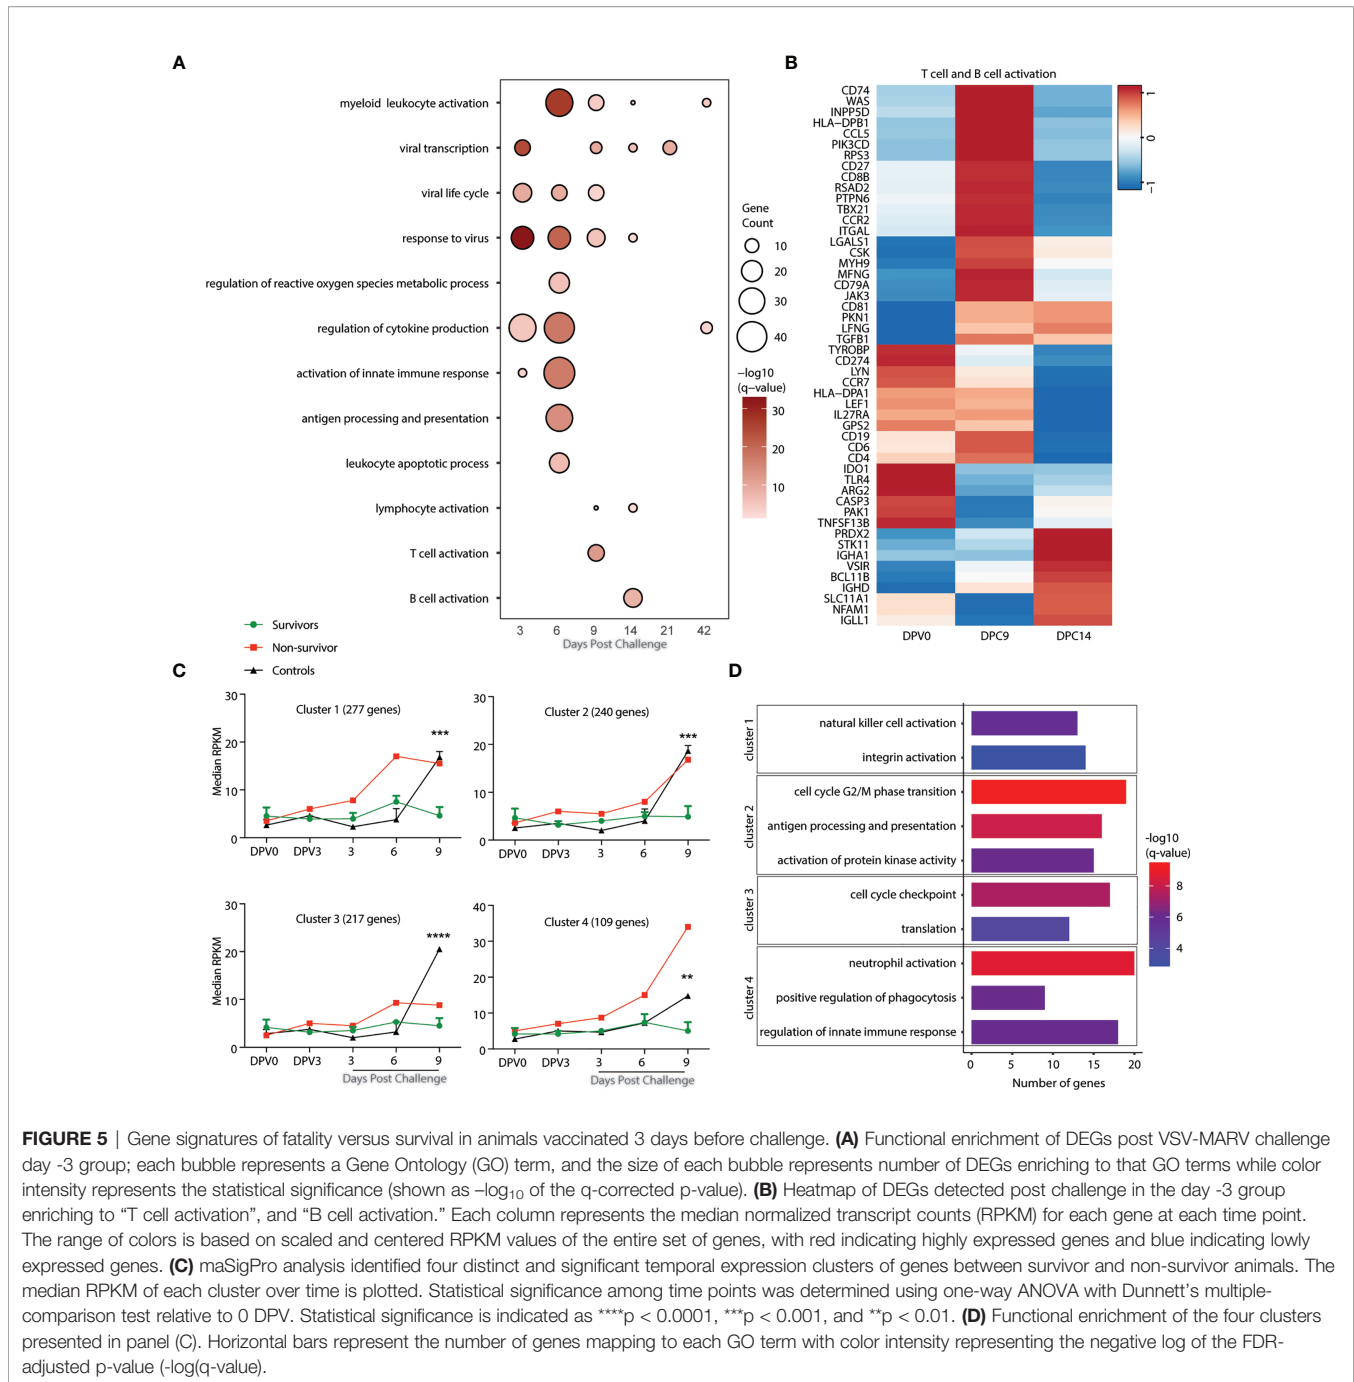 A
myeloid leukocyte activation
viral transcription
viral life cycle
response to virus
regulation of reactive oxygen species metabolic process
regulation of cytokine production
activation of innate immune response
antigen processing and presentation
leukocyte apoptotic process
lymphocyte activation
T cell activation
B cell activation
3 6 9 14 21 42
Days Post Challenge
Gene
Count
10
20
30
40
−log10
(q−value)
30
20
10
B
T cell and B cell activation
CD74
WAS
INPP5D
HLA−DPB1
CCL5
PIK3CD
RPS3
CD27
CD8B
RSAD2
PTPN6
TBX21
CCR2
ITGAL
LGALS1
CSK
MYH9
MFNG
CD79A
JAK3
CD81
PKN1
LFNG
TGFB1
TYROBP
CD274
LYN
CCR7
HLA−DPA1
LEF1
IL27RA
GPS2
CD19
CD6
CD4
IDO1
TLR4
ARG2
CASP3
PAK1
TNFSF13B
PRDX2
STK11
IGHA1
VSIR
BCL11B
IGHD
SLC11A1
NFAM1
IGLL1
DPV0 DPC9 DPC14
1
0
−1
Survivors
Non-survivor
Controls
C
Cluster 1 (277 genes)
***
Median RPKM
30
20
10
0
DPV0 DPV3 3 6 9
Cluster 2 (240 genes)
***
30
20
10
0
DPV0 DPV3 3 6 9
Cluster 3 (217 genes)
****
Median RPKM
30
20
10
0
DPV0 DPV3 3 6 9
Days Post Challenge
Cluster 4 (109 genes)
**
40
30
20
10
0
DPV0 DPV3 3 6 9
Days Post Challenge
D
cluster 1
natural killer cell activation
integrin activation
cluster 2
cell cycle G2/M phase transition
antigen processing and presentation
activation of protein kinase activity
cluster 3
cell cycle checkpoint
translation
cluster 4
neutrophil activation
positive regulation of phagocytosis
regulation of innate immune response
0 5 10 15 20
Number of genes
-log10
(q-value)
8
6
4
FIGURE 5 | Gene signatures of fatality versus survival in animals vaccinated 3 days before challenge. (A) Functional enrichment of DEGs post VSV-MARV challenge
day -3 group; each bubble represents a Gene Ontology (GO) term, and the size of each bubble represents number of DEGs enriching to that GO terms while color
intensity represents the statistical significance (shown as –log10 of the q-corrected p-value). (B) Heatmap of DEGs detected post challenge in the day -3 group
enriching to “T cell activation”, and “B cell activation.” Each column represents the median normalized transcript counts (RPKM) for each gene at each time point.
The range of colors is based on scaled and centered RPKM values of the entire set of genes, with red indicating highly expressed genes and blue indicating lowly
expressed genes. (C) maSigPro analysis identified four distinct and significant temporal expression clusters of genes between survivor and non-survivor animals. The
median RPKM of each cluster over time is plotted. Statistical significance among time points was determined using one-way ANOVA with Dunnett’s multiple-
comparison test relative to 0 DPV. Statistical significance is indicated as ****p < 0.0001, ***p < 0.001, and **p < 0.01. (D) Functional enrichment of the four clusters
presented in panel (C). Horizontal bars represent the number of genes mapping to each GO term with color intensity representing the negative log of the FDR-
adjusted p-value (-log(q-value).